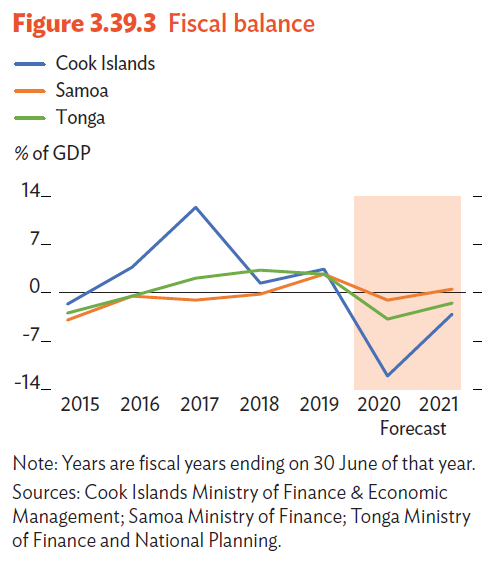 Figure 3.39.3 Fiscal balance
Cook Islands
Samoa
Tonga
% of GDP
14
7
0
-7
-14
2015 2016 2017 2018 2019 2020 2021
Forecast
Note: Years are fiscal years ending on 30 June of that year.
Sources: Cook Islands Ministry of Finance & Economic
Management; Samoa Ministry of Finance; Tonga Ministry
of Finance and National Planning.